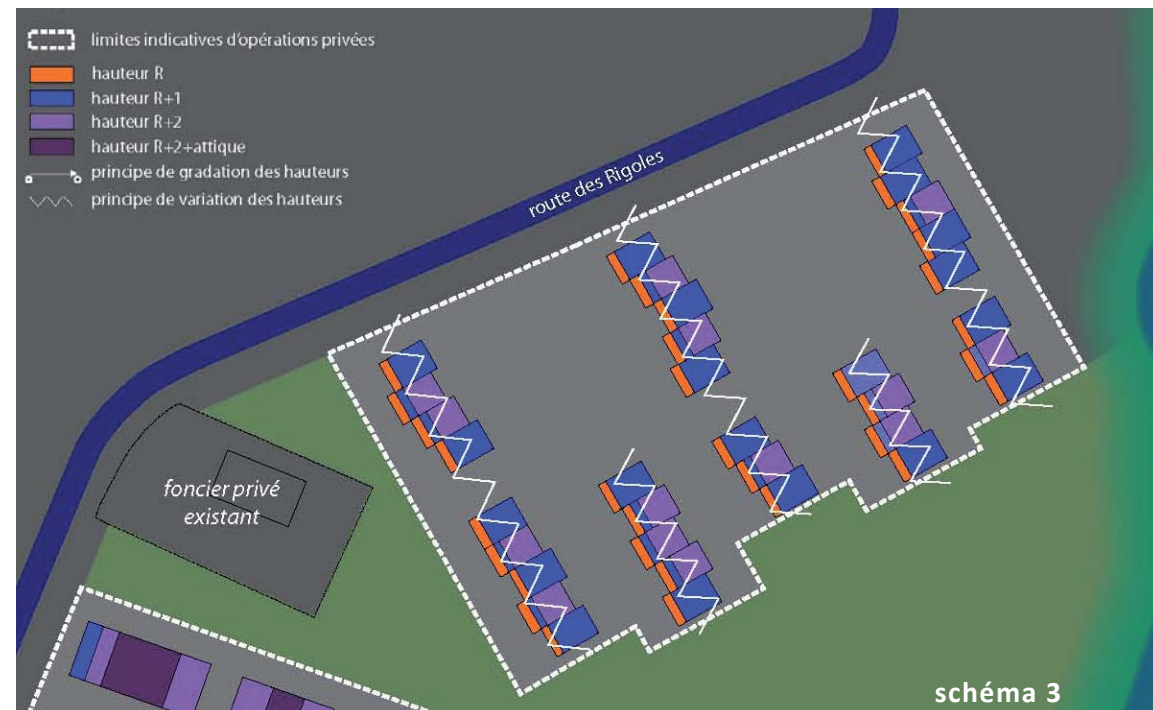 limites indicatives d'opérations privées
hauteur R
hauteur R+1
hauteur R+2
hauteur R+2+attique
principe de gradation des hauteurs
principe de variation des hauteurs
route des Rigoles
foncier privé
existant
schéma 3